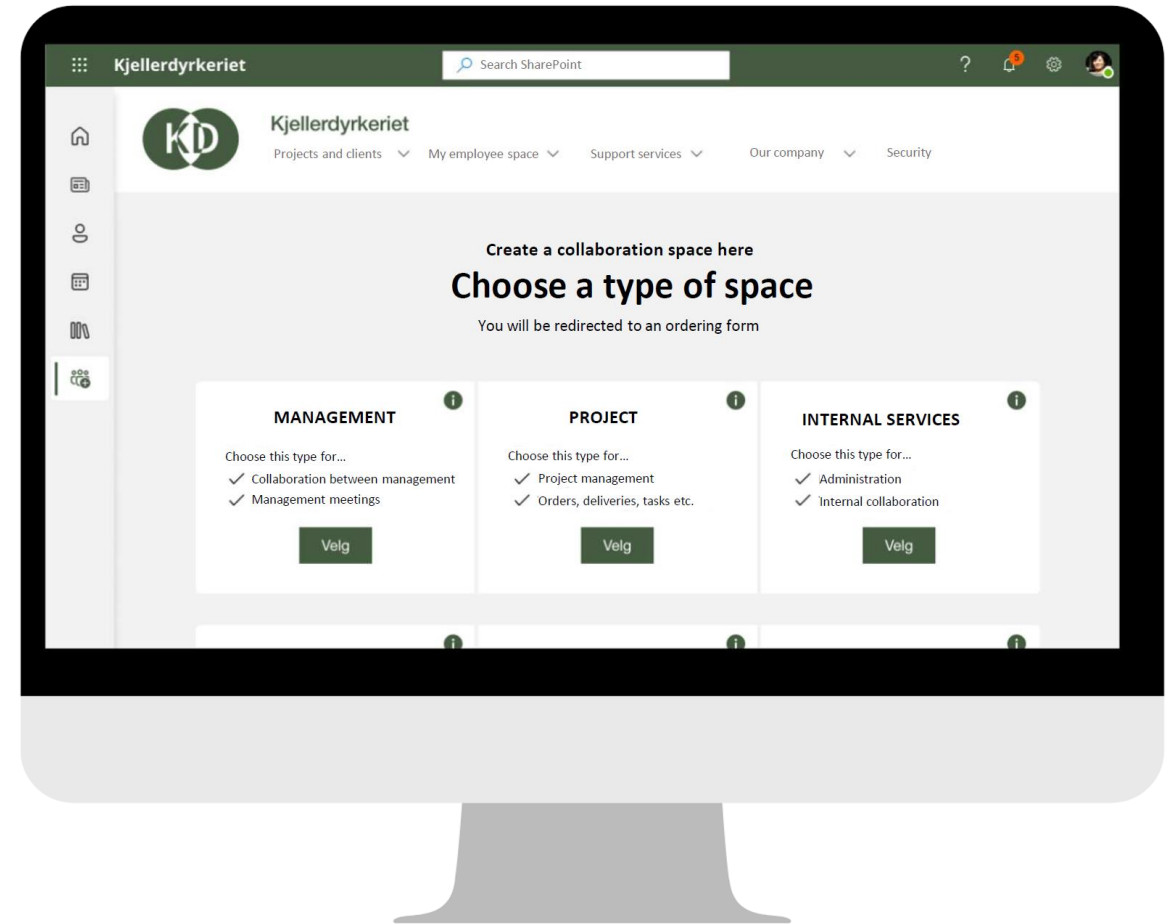 Kjellerdyrkeriet
Search SharePoint
?
5
KD
Kjellerdyrkeriet
Projects and clients
My employee space
Support services
Our company
Security
Create a collaboration space here
Choose a type of space
You will be redirected to an ordering form
MANAGEMENT
Choose this type for...
Collaboration between management
Management meetings
Velg
PROJECT
Choose this type for...
Project management
Orders, deliveries, tasks etc.
Velg
INTERNAL SERVICES
Choose this type for...
Administration
Internal collaboration
Velg